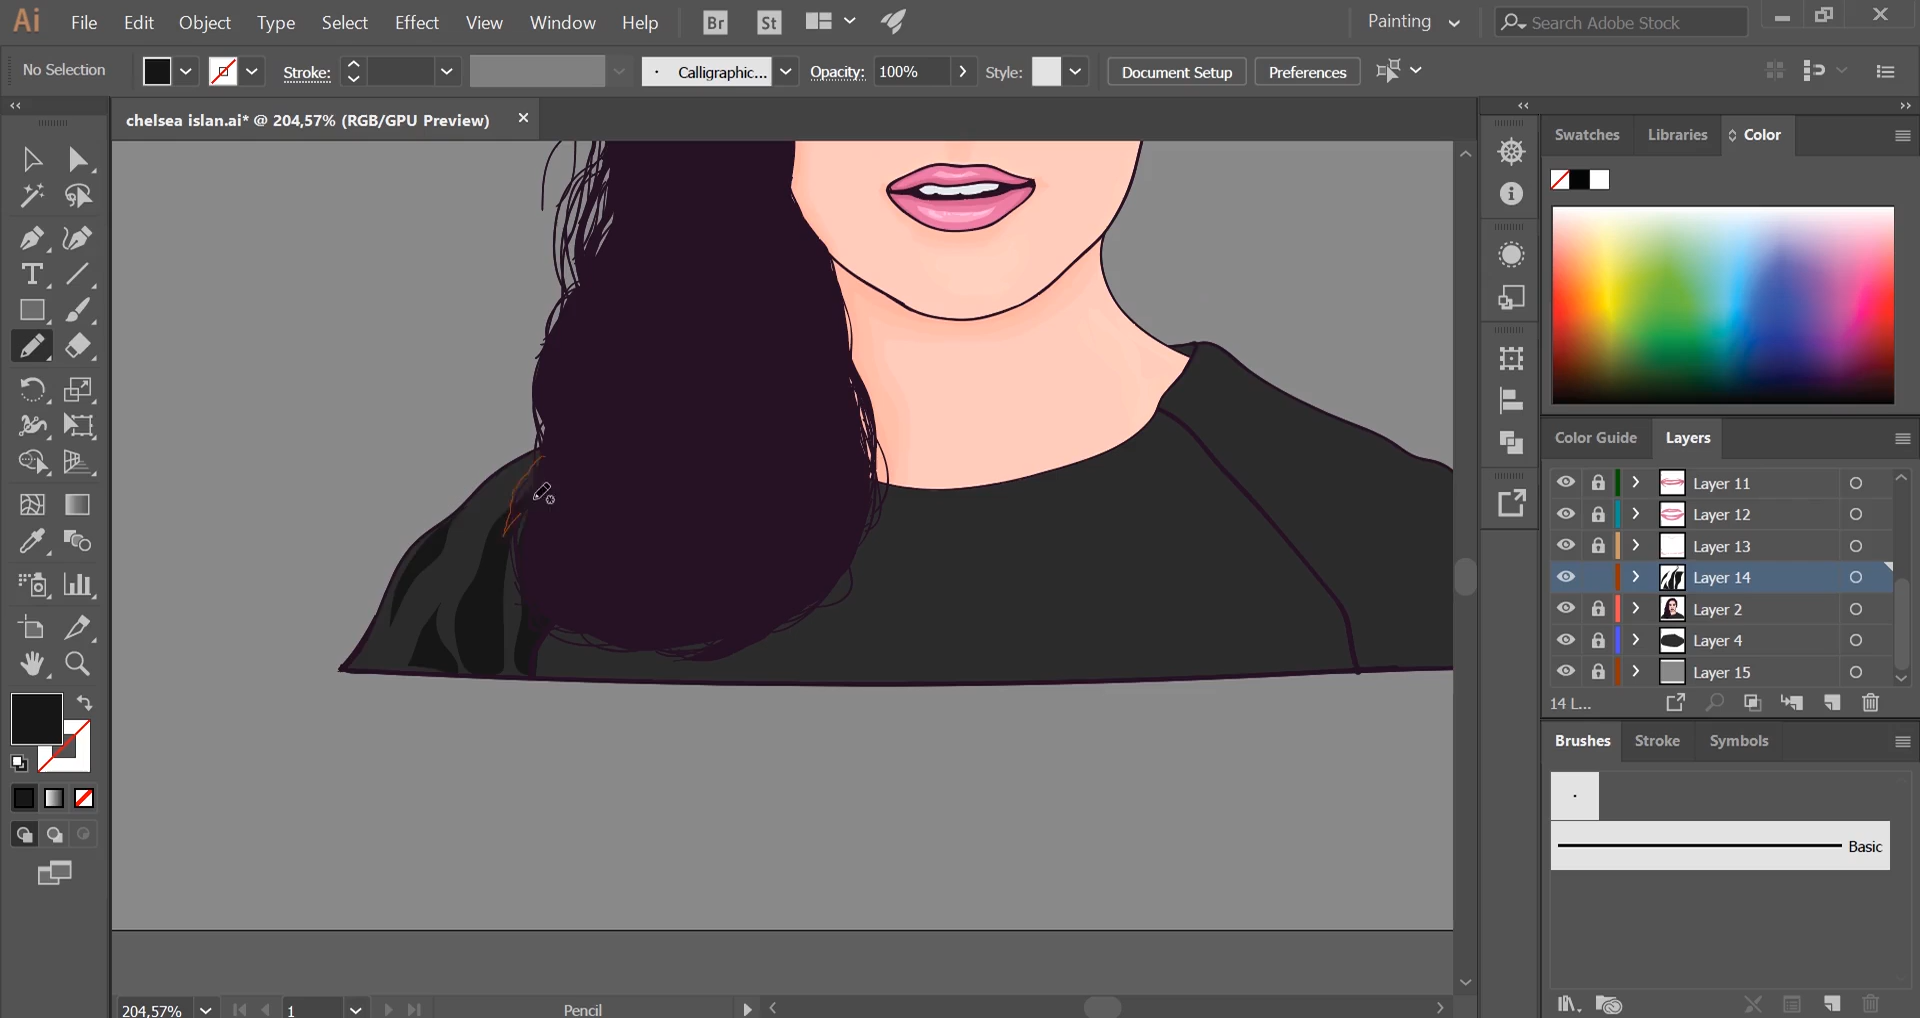 Ai File Edit Object Type Select Effect View Window Help Br St Painting Search Adobe Stock
No Selection Stroke: Calligraphic... Opacity: 100% Style: Document Setup Preferences
chelsea islan.ai* @ 204,57% (RGB/GPU Preview)
Swatches Libraries Color
Color Guide Layers
Layer 11
Layer 12
Layer 13
Layer 14
Layer 2
Layer 4
Layer 15
14 L...
Brushes Stroke Symbols
Basic
204,57% 1 Pencil